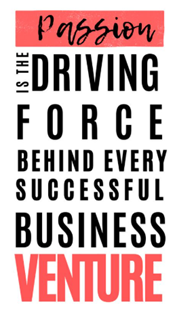 Passion
IS THE
DRIVING
FORCE
BEHIND EVERY
SUCCESSFUL
BUSINESS
VENTURE